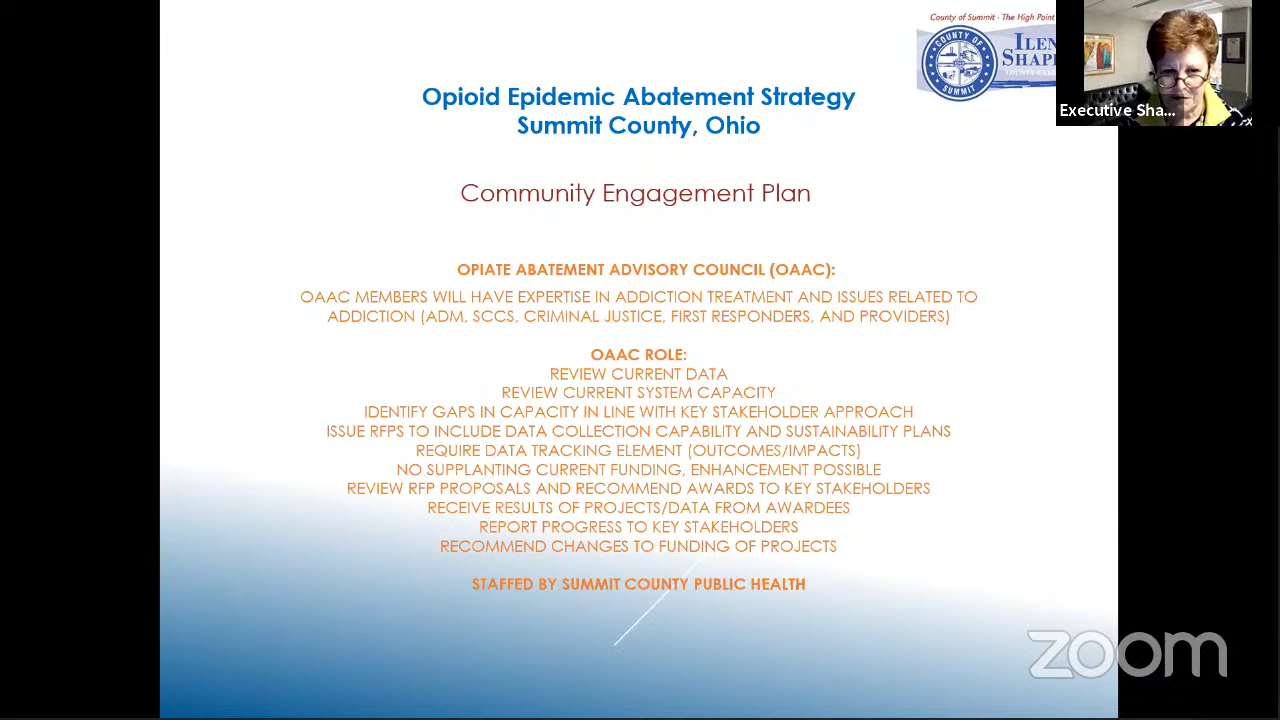 County of Summit · The High Point
COUNTY OF
SUMMIT
ILEN
SHAP
Executive Sha...
Opioid Epidemic Abatement Strategy
Summit County, Ohio
Community Engagement Plan
OPIATE ABATEMENT ADVISORY COUNCIL (OAAC):
OAAC MEMBERS WILL HAVE EXPERTISE IN ADDICTION TREATMENT AND ISSUES RELATED TO
ADDICTION (ADM, SCCS, CRIMINAL JUSTICE, FIRST RESPONDERS, AND PROVIDERS)
OAAC ROLE:
REVIEW CURRENT DATA
REVIEW CURRENT SYSTEM CAPACITY
IDENTIFY GAPS IN CAPACITY IN LINE WITH KEY STAKEHOLDER APPROACH
ISSUE RFPS TO INCLUDE DATA COLLECTION CAPABILITY AND SUSTAINABILITY PLANS
REQUIRE DATA TRACKING ELEMENT (OUTCOMES/IMPACTS)
NO SUPPLANTING CURRENT FUNDING, ENHANCEMENT POSSIBLE
REVIEW RFP PROPOSALS AND RECOMMEND AWARDS TO KEY STAKEHOLDERS
RECEIVE RESULTS OF PROJECTS/DATA FROM AWARDEES
REPORT PROGRESS TO KEY STAKEHOLDERS
RECOMMEND CHANGES TO FUNDING OF PROJECTS
STAFFED BY SUMMIT COUNTY PUBLIC HEALTH
zoom